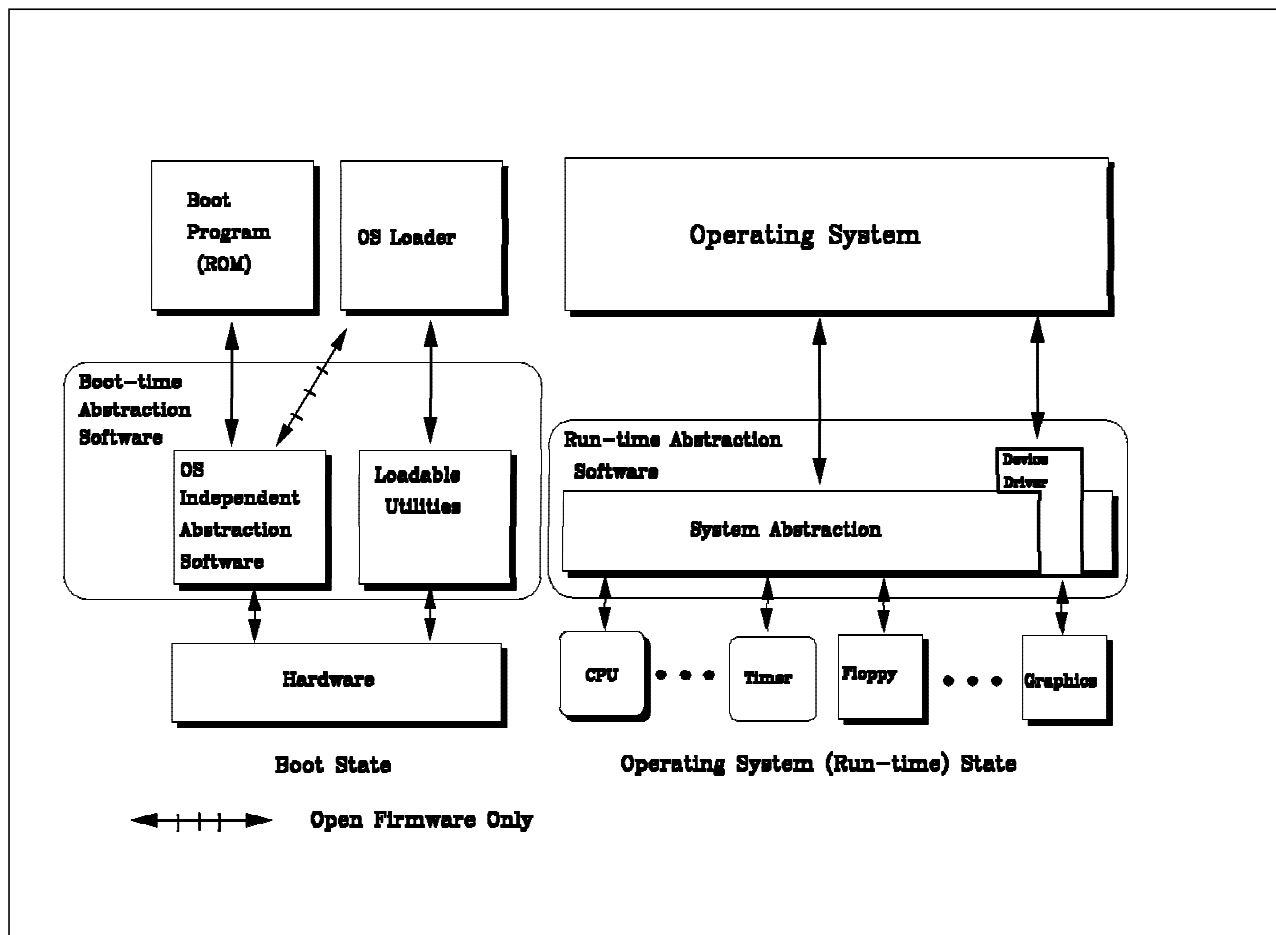 Boot
Program
(ROM)
OS Loader
Operating System
Boot-time
Abstraction
Software
OS
Independent
Abstraction
Software
Loadable
Utilities
Run-time Abstraction
Software
Device
Driver
System Abstraction
Hardware
CPU
Timer
Floppy
Graphics
Boot State
Operating System (Run-time) State
Open Firmware Only